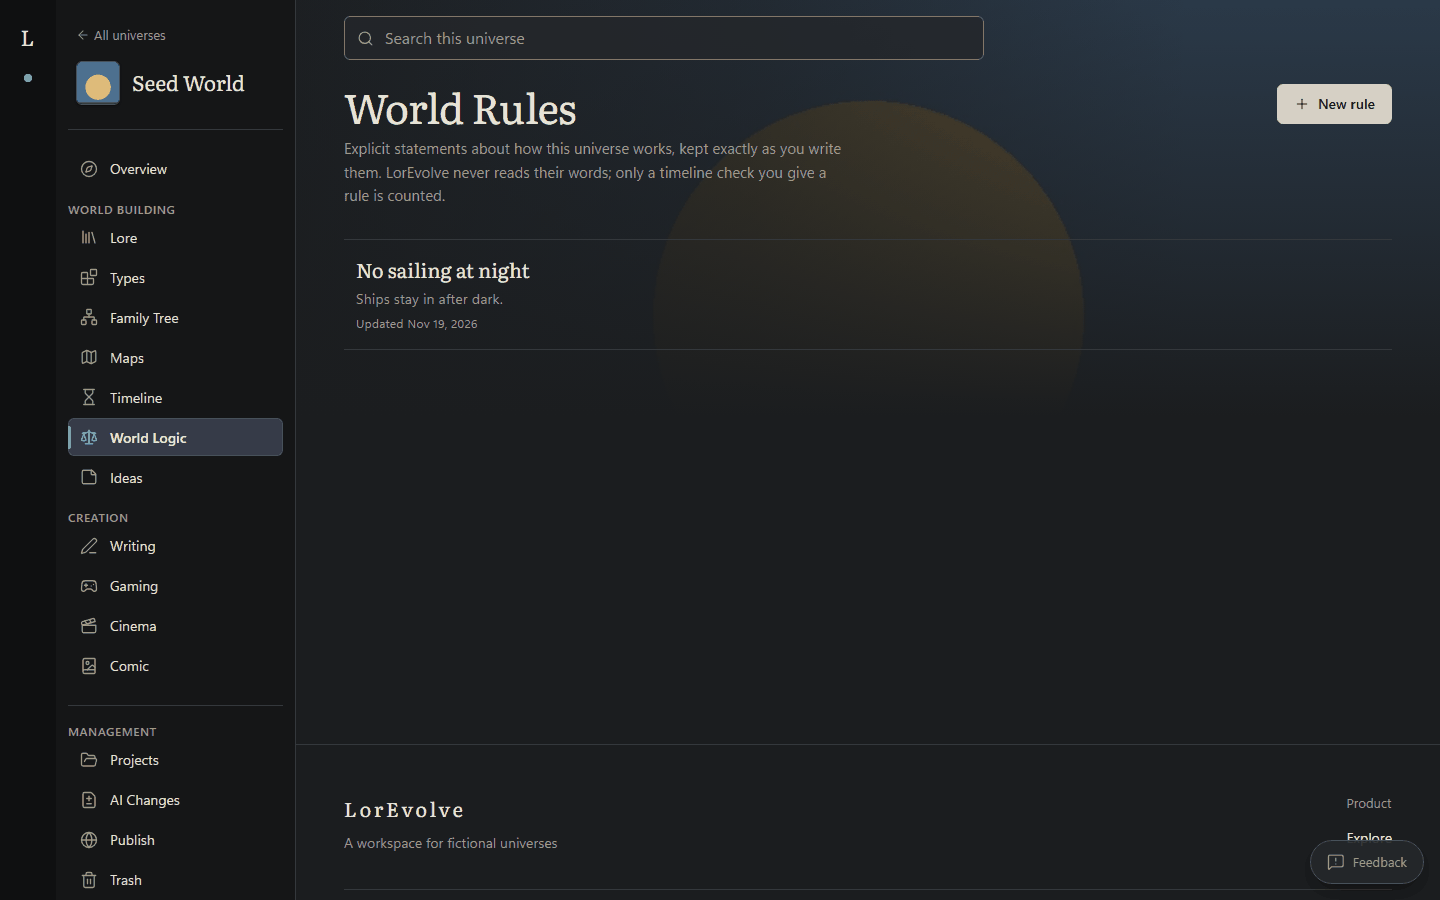 L
All universes
Seed World
Overview
WORLD BUILDING
Lore
Types
Family Tree
Maps
Timeline
World Logic
Ideas
CREATION
Writing
Gaming
Cinema
Comic
MANAGEMENT
Projects
AI Changes
Publish
Trash
Search this universe
World Rules
New rule
Explicit statements about how this universe works, kept exactly as you write
them. LorEvolve never reads their words; only a timeline check you give a
rule is counted.
No sailing at night
Ships stay in after dark.
Updated Nov 19, 2026
LorEvolve
A workspace for fictional universes
Product
Explore
Feedback